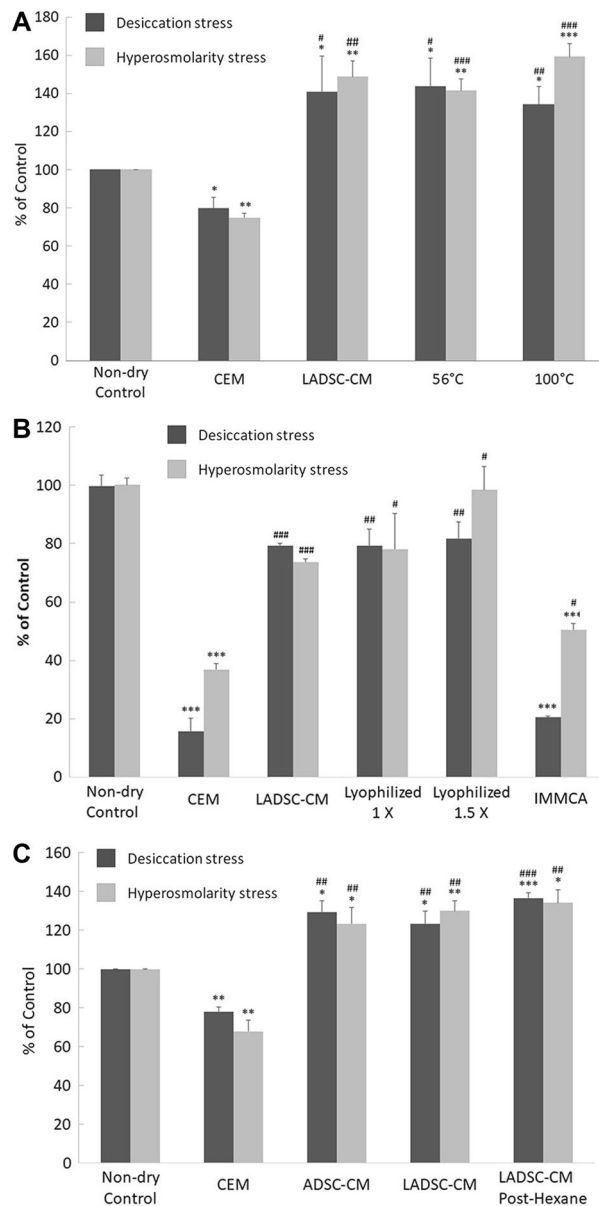 A
180
160
140
120
100
80
60
40
20
0
% of Control
Desiccation stress
Hyperosmolarity stress
* ** # * ## ** # * ### ** ## * ### ***
Non-dry Control
CEM
LADSC-CM
56°C
100°C
B
120
100
80
60
40
20
0
% of Control
Desiccation stress
Hyperosmolarity stress
*** *** ### ### ## # ## # *** # ***
Non-dry Control
CEM
LADSC-CM
Lyophilized 1 X
Lyophilized 1.5 X
IMMCA
C
160
140
120
100
80
60
40
20
0
% of Control
Desiccation stress
Hyperosmolarity stress
** ** ## * ## * ## * ## ** ### *** ## *
Non-dry Control
CEM
ADSC-CM
LADSC-CM
LADSC-CM Post-Hexane